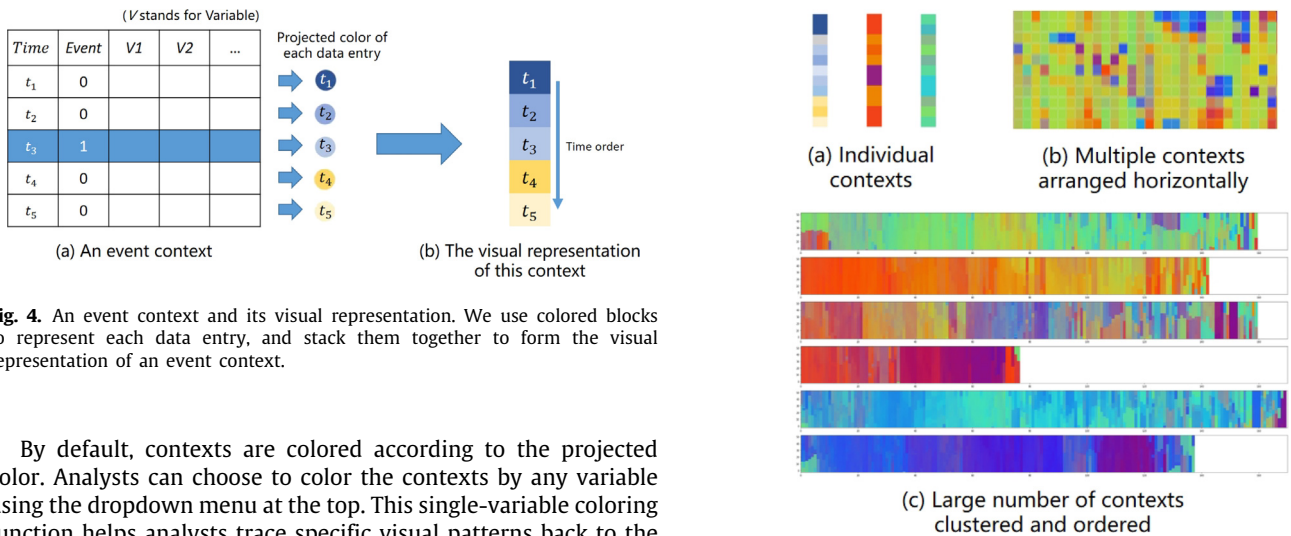 (V stands for Variable)
Time Event V1 V2 ...
t1 0
t2 0
t3 1
t4 0
t5 0
Projected color of
each data entry
t1
t2
t3
t4
t5
t1
t2
t3
t4
t5
Time order
(a) An event context
(b) The visual representation
of this context
ig. 4. An event context and its visual representation. We use colored blocks
o represent each data entry, and stack them together to form the visual
epresentation of an event context.
By default, contexts are colored according to the projected
olor. Analysts can choose to color the contexts by any variable
sing the dropdown menu at the top. This single-variable coloring
unction helps analysts trace specific visual patterns back to the
(a) Individual
contexts
(b) Multiple contexts
arranged horizontally
(c) Large number of contexts
clustered and ordered